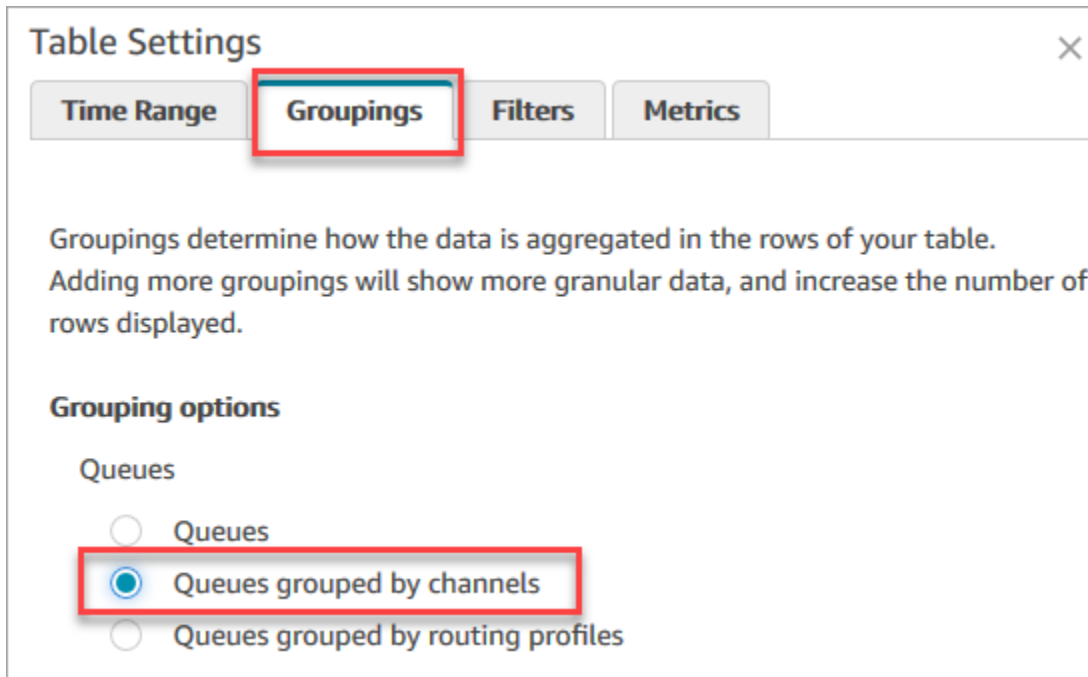 Table Settings
Time Range Groupings Filters Metrics
Groupings determine how the data is aggregated in the rows of your table.
Adding more groupings will show more granular data, and increase the number of
rows displayed.
Grouping options
Queues
Queues
Queues grouped by channels
Queues grouped by routing profiles